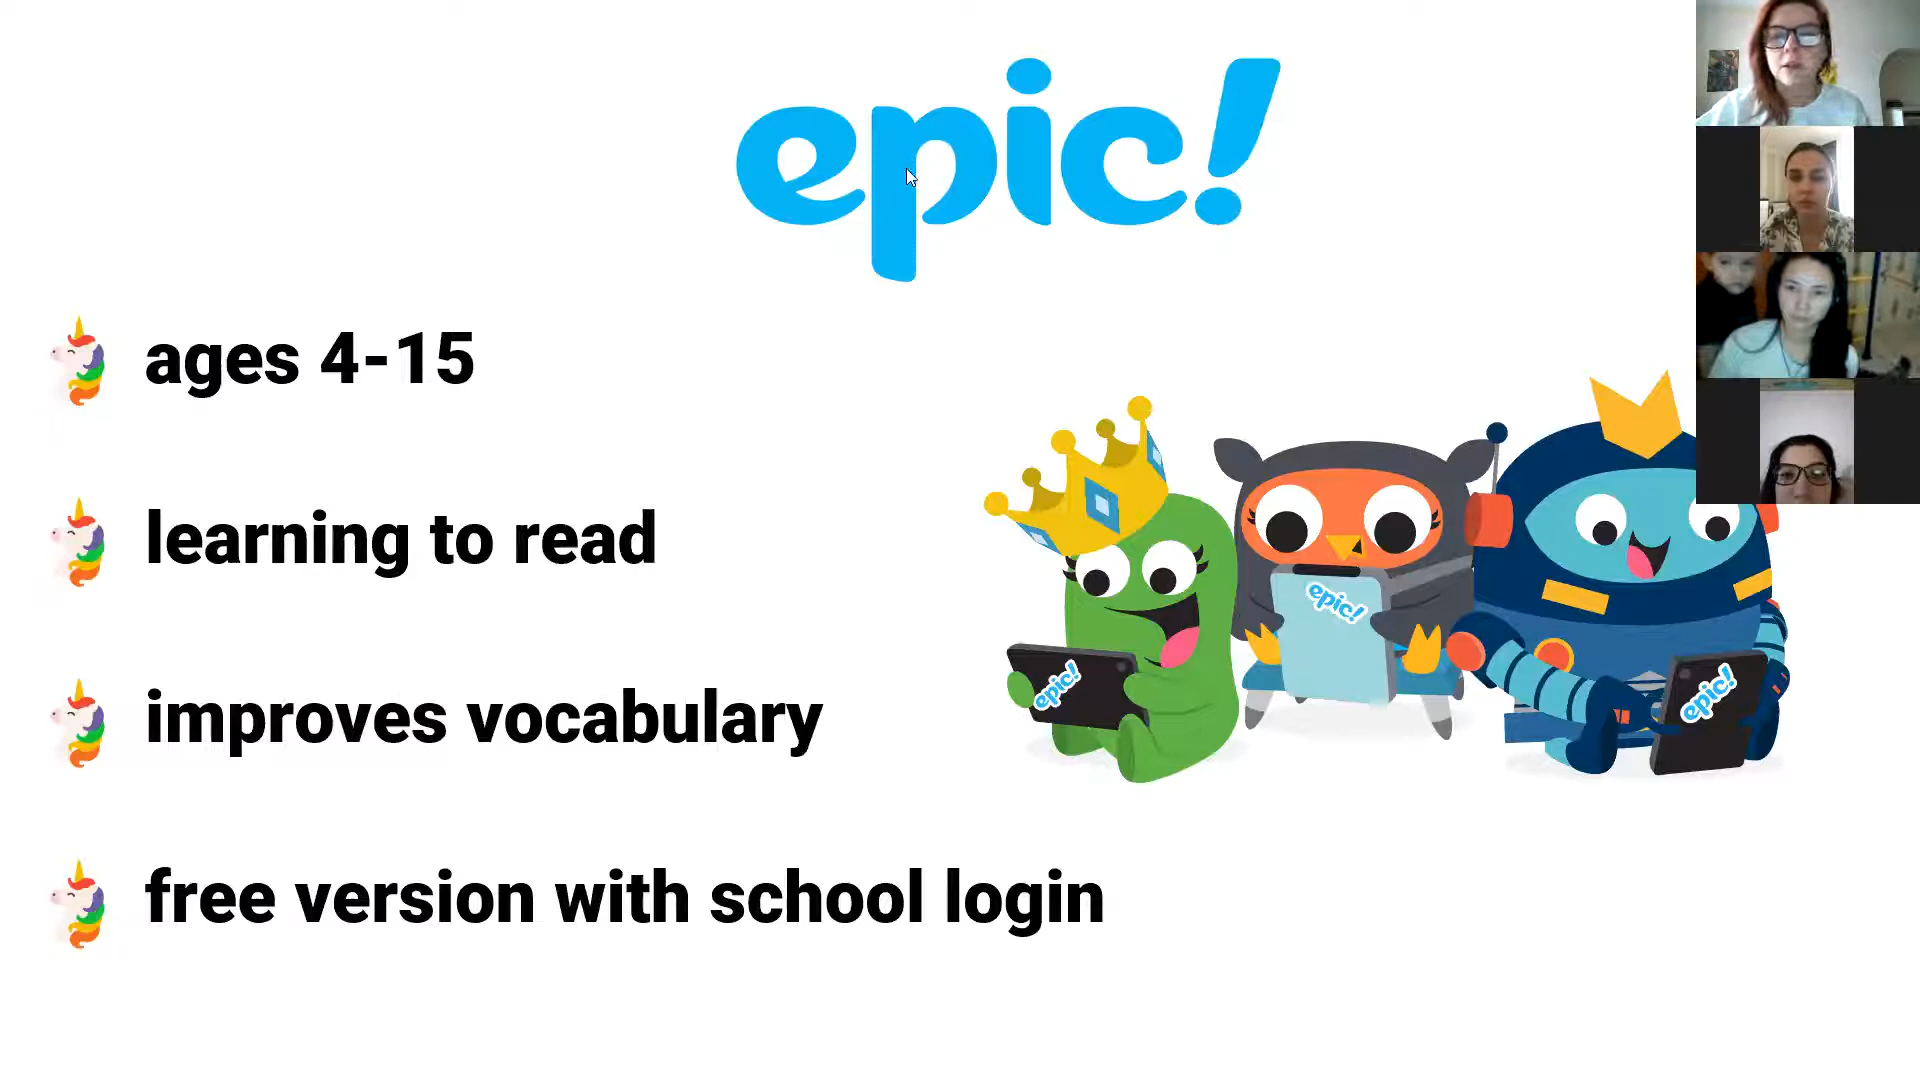 epic!
ages 4-15
learning to read
improves vocabulary
free version with school login
epic!
epic!
epic!